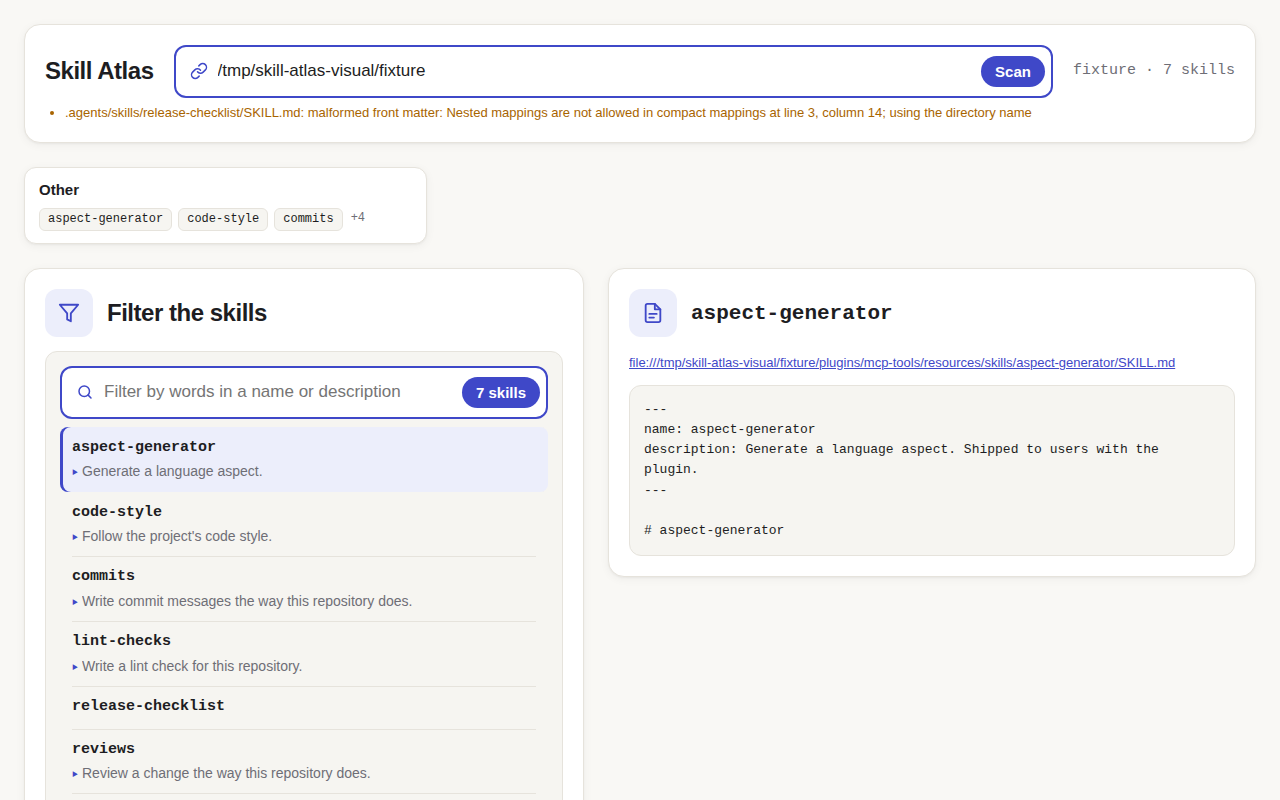 Skill Atlas
/tmp/skill-atlas-visual/fixture
Scan
fixture · 7 skills
.agents/skills/release-checklist/SKILL.md: malformed front matter: Nested mappings are not allowed in compact mappings at line 3, column 14; using the directory name
Other
aspect-generator code-style commits +4
Filter the skills
Filter by words in a name or description
7 skills
aspect-generator
Generate a language aspect.
code-style
Follow the project's code style.
commits
Write commit messages the way this repository does.
lint-checks
Write a lint check for this repository.
release-checklist
reviews
Review a change the way this repository does.
aspect-generator
file:///tmp/skill-atlas-visual/fixture/plugins/mcp-tools/resources/skills/aspect-generator/SKILL.md
---
name: aspect-generator
description: Generate a language aspect. Shipped to users with the
plugin.
---
# aspect-generator